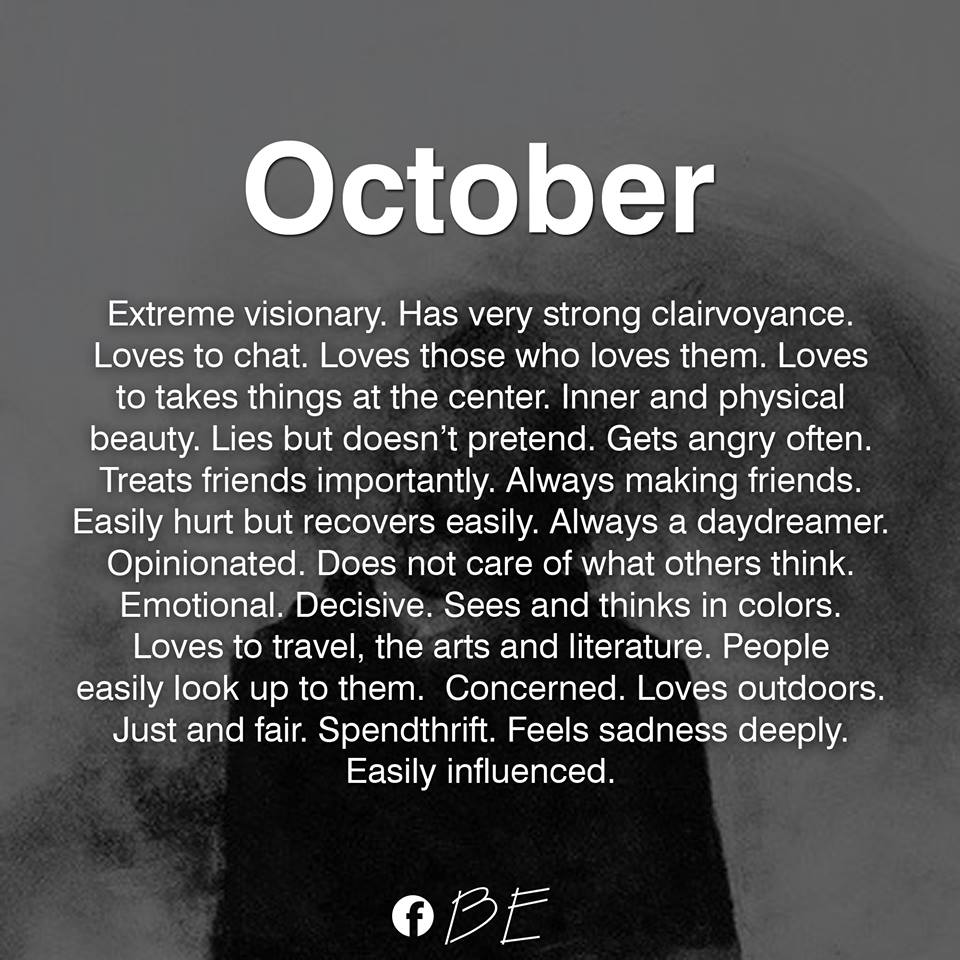 October
Extreme visionary. Has very strong clairvoyance.
Loves to chat. Loves those who loves them. Loves
to takes things at the center. Inner and physical
beauty. Lies but doesn’t pretend. Gets angry often.
Treats friends importantly. Always making friends.
Easily hurt but recovers easily. Always a daydreamer.
Opinionated. Does not care of what others think.
Emotional. Decisive. Sees and thinks in colors.
Loves to travel, the arts and literature. People
easily look up to them.  Concerned. Loves outdoors.
Just and fair. Spendthrift. Feels sadness deeply.
Easily influenced.
f BE